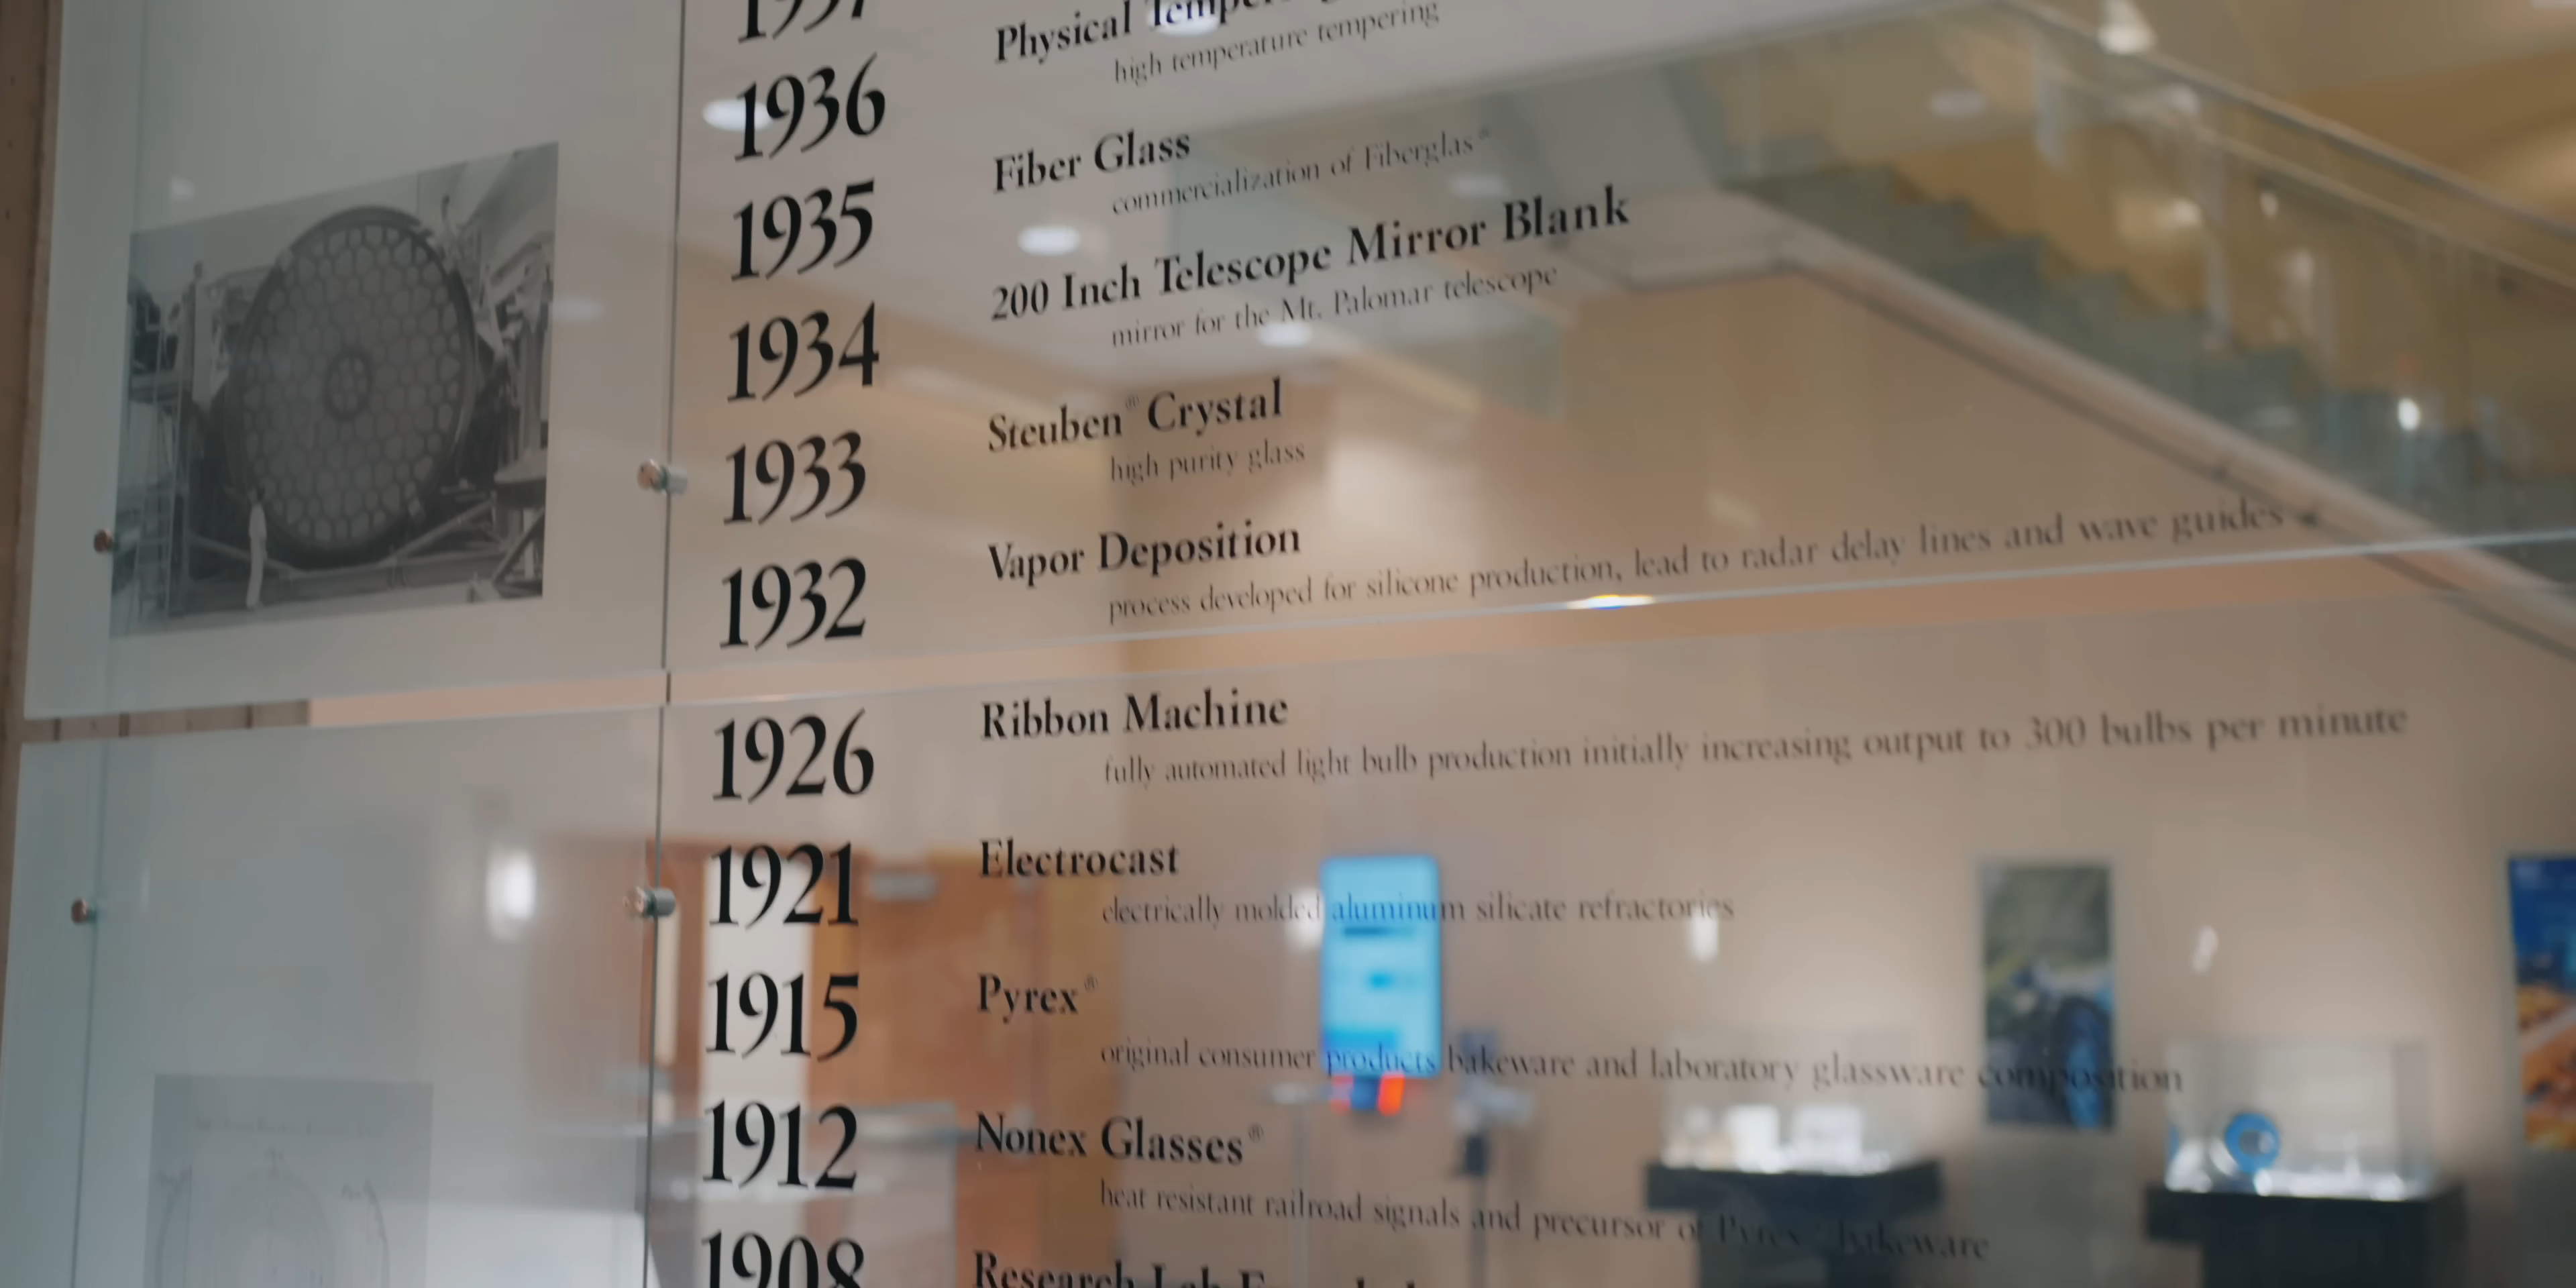 1936 Physical
high temperature tempering
1935 Fiber Glass
commercialization of Fiberglas®
1934 200 Inch Telescope Mirror Blank
mirror for the Mt. Palomar telescope
1933 Steuben® Crystal
high purity glass
1932 Vapor Deposition
process developed for silicone production, lead to radar delay lines and wave guides
1926 Ribbon Machine
fully automated light bulb production initially increasing output to 300 bulbs per minute
1921 Electrocast
electrically molded aluminum silicate refractories
1915 Pyrex®
original consumer products bakeware and laboratory glassware composition
1912 Nonex Glasses®
heat resistant railroad signals and precursor of Pyrex® bakeware
1908 Research Lab